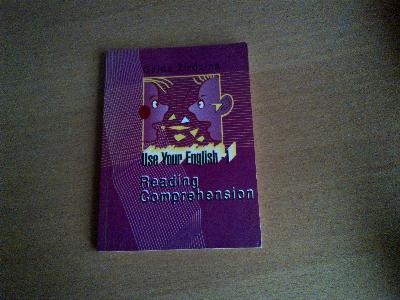 Use Your English 1
Reading
Comprehension